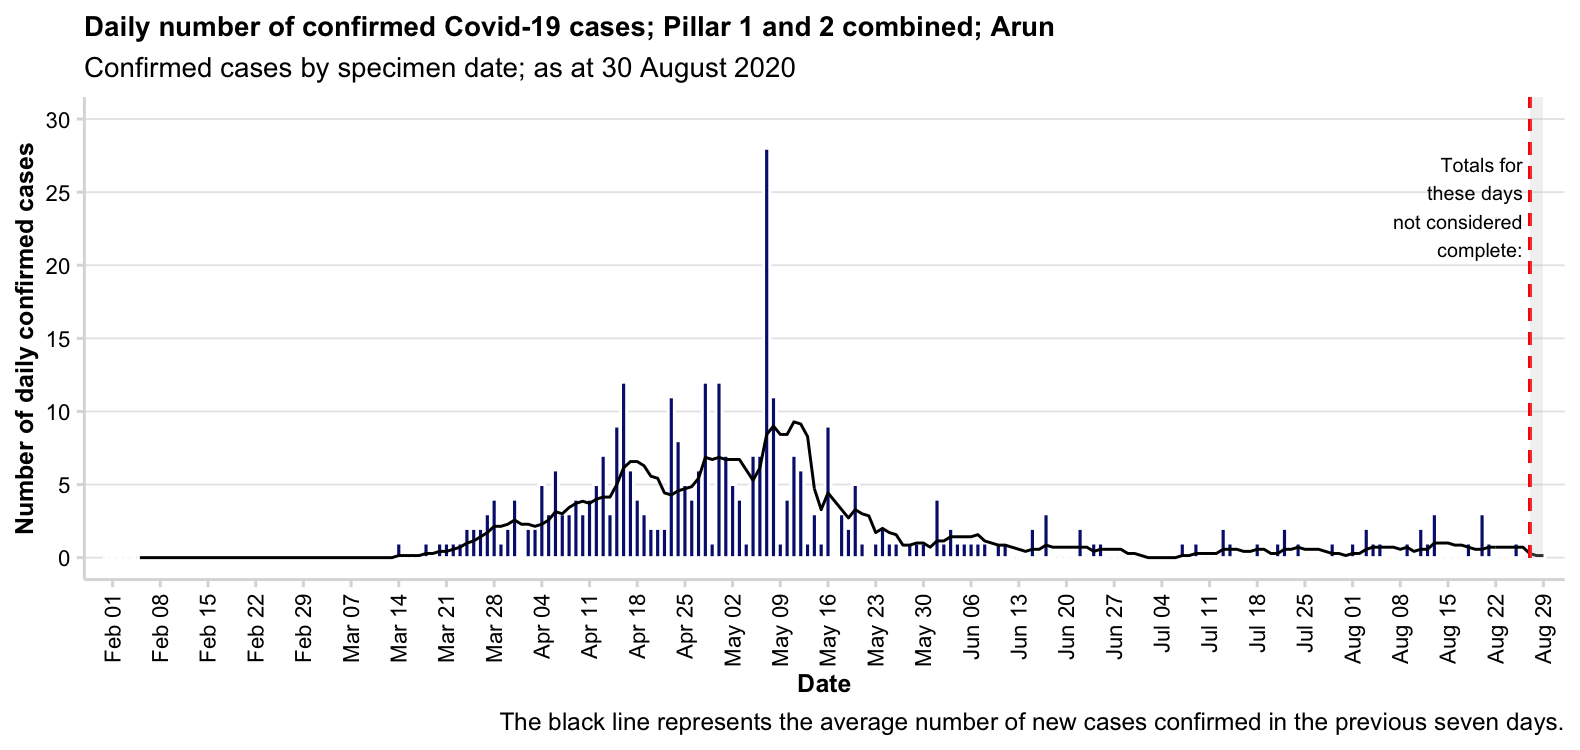 Daily number of confirmed Covid-19 cases; Pillar 1 and 2 combined; Arun
Confirmed cases by specimen date; as at 30 August 2020
Number of daily confirmed cases
30
25
20
15
10
5
0
Totals for
these days
not considered
complete:
Feb 01
Feb 08
Feb 15
Feb 22
Feb 29
Mar 07
Mar 14
Mar 21
Mar 28
Apr 04
Apr 11
Apr 18
Apr 25
May 02
May 09
May 16
May 23
May 30
Jun 06
Jun 13
Jun 20
Jun 27
Jul 04
Jul 11
Jul 18
Jul 25
Aug 01
Aug 08
Aug 15
Aug 22
Aug 29
Date
The black line represents the average number of new cases confirmed in the previous seven days.